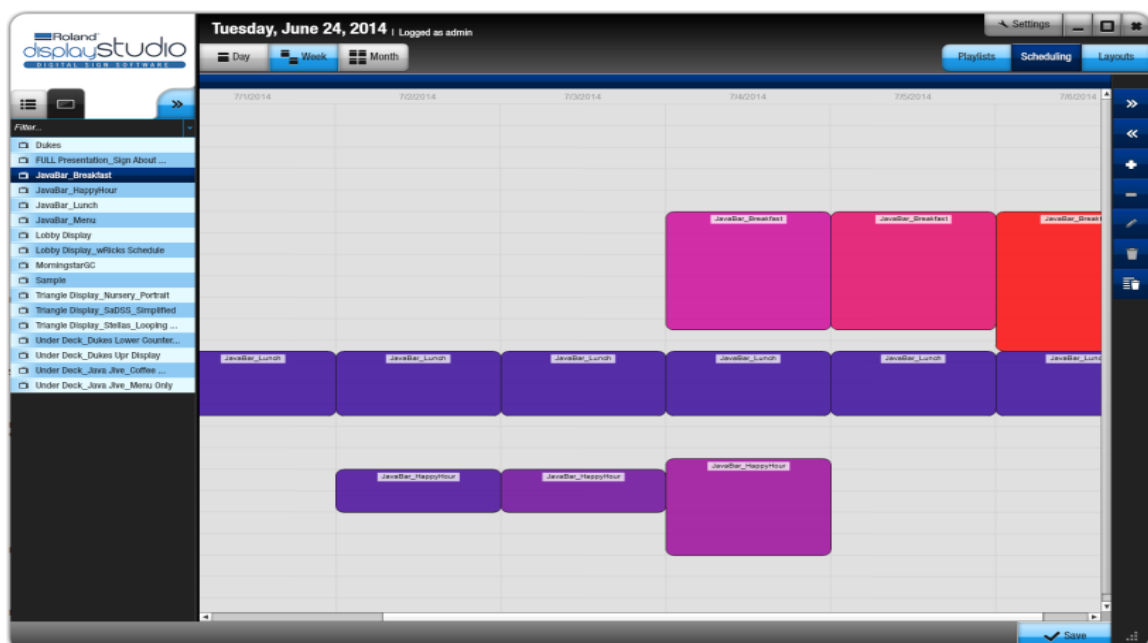 Roland
displaySTUDIO
DIGITAL SIGN SOFTWARE
Tuesday, June 24, 2014 | Logged as admin
Settings
Day
Week
Month
Playlists
Scheduling
Layouts
Filter...
Dukes
FULL Presentation_Sign About ...
JavaBar_Breakfast
JavaBar_HappyHour
JavaBar_Lunch
JavaBar_Menu
Lobby Display
Lobby Display_wRicks Schedule
MorningstarGC
Sample
Triangle Display_Nursery_Portrait
Triangle Display_SaDSS_Simplified
Triangle Display_Stellas_Looping ...
Under Deck_Dukes Lower Counter...
Under Deck_Dukes Upr Display
Under Deck_Java Jive_Coffee ...
Under Deck_Java Jive_Menu Only
7/1/2014
7/2/2014
7/3/2014
7/4/2014
7/5/2014
7/6/2014
JavaBar_Breakfast
JavaBar_Breakfast
JavaBar_Breakf
JavaBar_Lunch
JavaBar_Lunch
JavaBar_Lunch
JavaBar_Lunch
JavaBar_Lunch
JavaBar_Lunc
JavaBar_HappyHour
JavaBar_HappyHour
JavaBar_HappyHour
Save